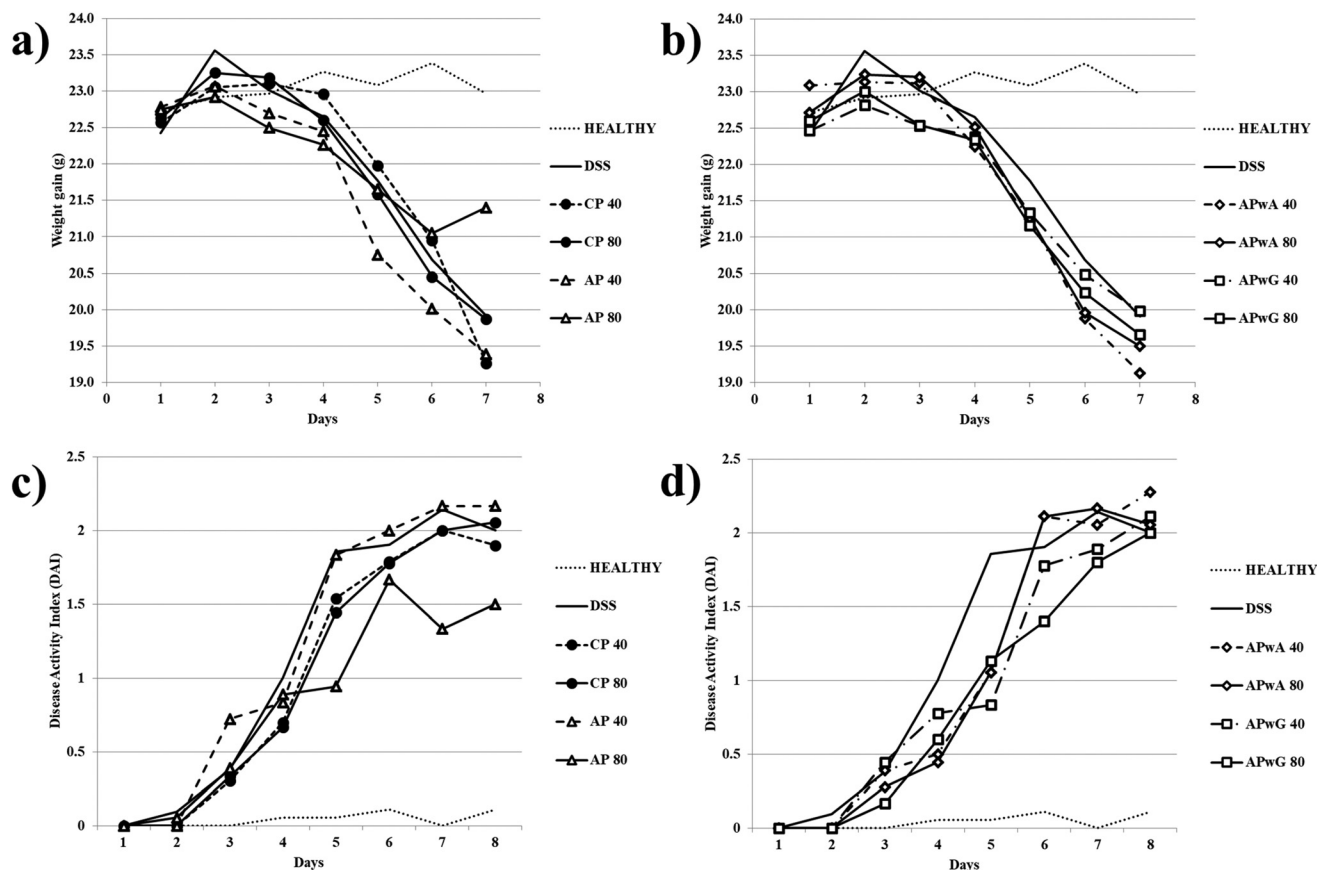 a)
24.0
23.5
23.0
22.5
22.0
21.5
21.0
20.5
20.0
19.5
19.0
Weight gain (g)
0 1 2 3 4 5 6 7 8
Days
HEALTHY
DSS
CP 40
CP 80
AP 40
AP 80
b)
24.0
23.5
23.0
22.5
22.0
21.5
21.0
20.5
20.0
19.5
19.0
Weight gain (g)
0 1 2 3 4 5 6 7 8
Days
HEALTHY
DSS
APwA 40
APwA 80
APwG 40
APwG 80
c)
2.5
2
1.5
1
0.5
0
Disease Activity Index (DAI)
1 2 3 4 5 6 7 8
Days
HEALTHY
DSS
CP 40
CP 80
AP 40
AP 80
d)
2.5
2
1.5
1
0.5
0
Disease Activity Index (DAI)
1 2 3 4 5 6 7 8
Days
HEALTHY
DSS
APwA 40
APwA 80
APwG 40
APwG 80